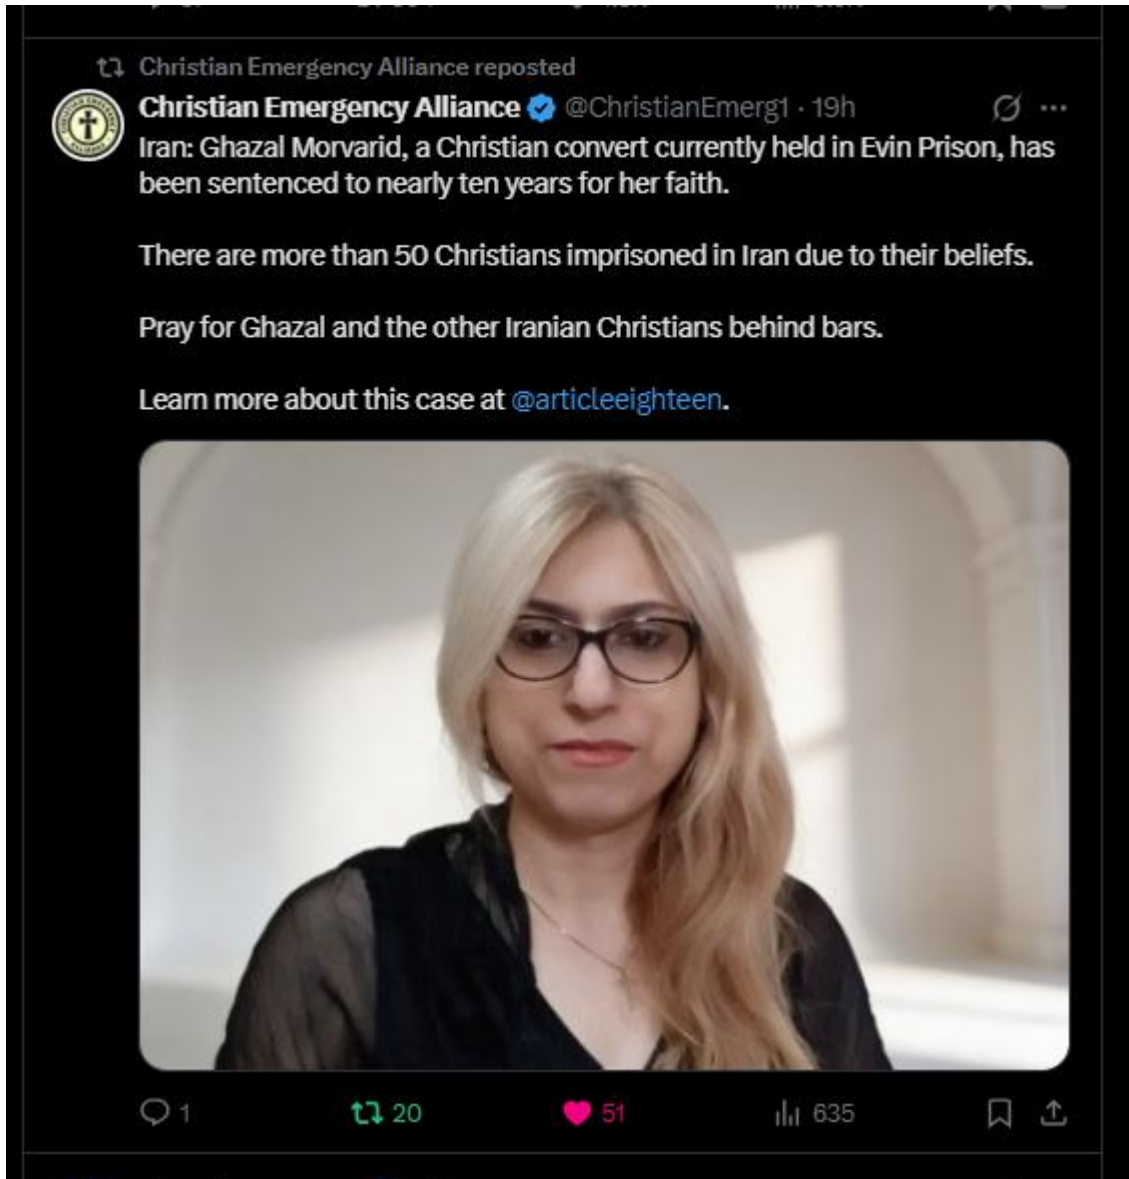 Christian Emergency Alliance reposted
Christian Emergency Alliance @ChristianEmerg1 · 19h
Iran: Ghazal Morvarid, a Christian convert currently held in Evin Prison, has
been sentenced to nearly ten years for her faith.
There are more than 50 Christians imprisoned in Iran due to their beliefs.
Pray for Ghazal and the other Iranian Christians behind bars.
Learn more about this case at @articleeighteen.
1 20 51 635